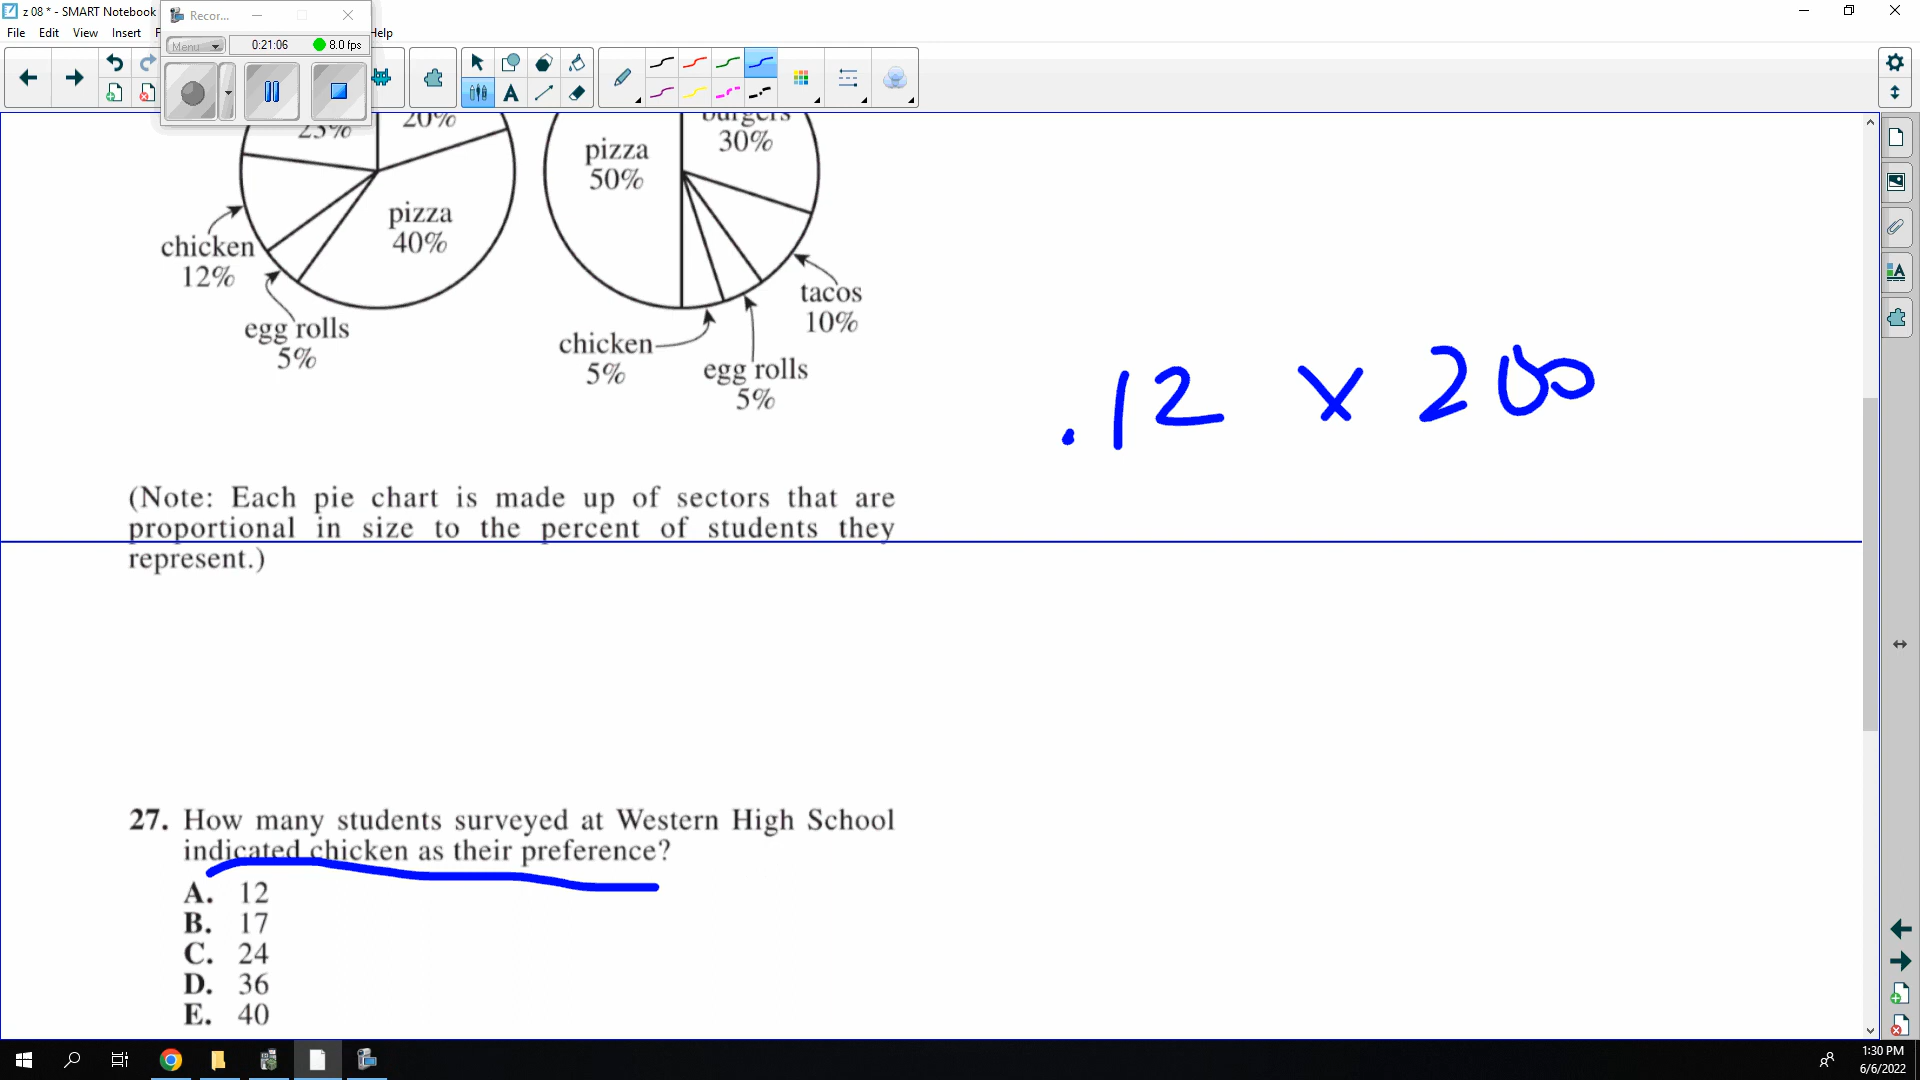 z 08 * - SMART Notebook
Recor...
File Edit View Insert
Help
Menu
0:21:06
8.0 fps
20%
burgers
30%
pizza
50%
pizza
40%
chicken
12%
egg rolls
5%
tacos
10%
chicken
5%
egg rolls
5%
.12 x 200
(Note: Each pie chart is made up of sectors that are
proportional in size to the percent of students they
represent.)
27. How many students surveyed at Western High School
indicated chicken as their preference?
A. 12
B. 17
C. 24
D. 36
E. 40
1:30 PM
6/6/2022